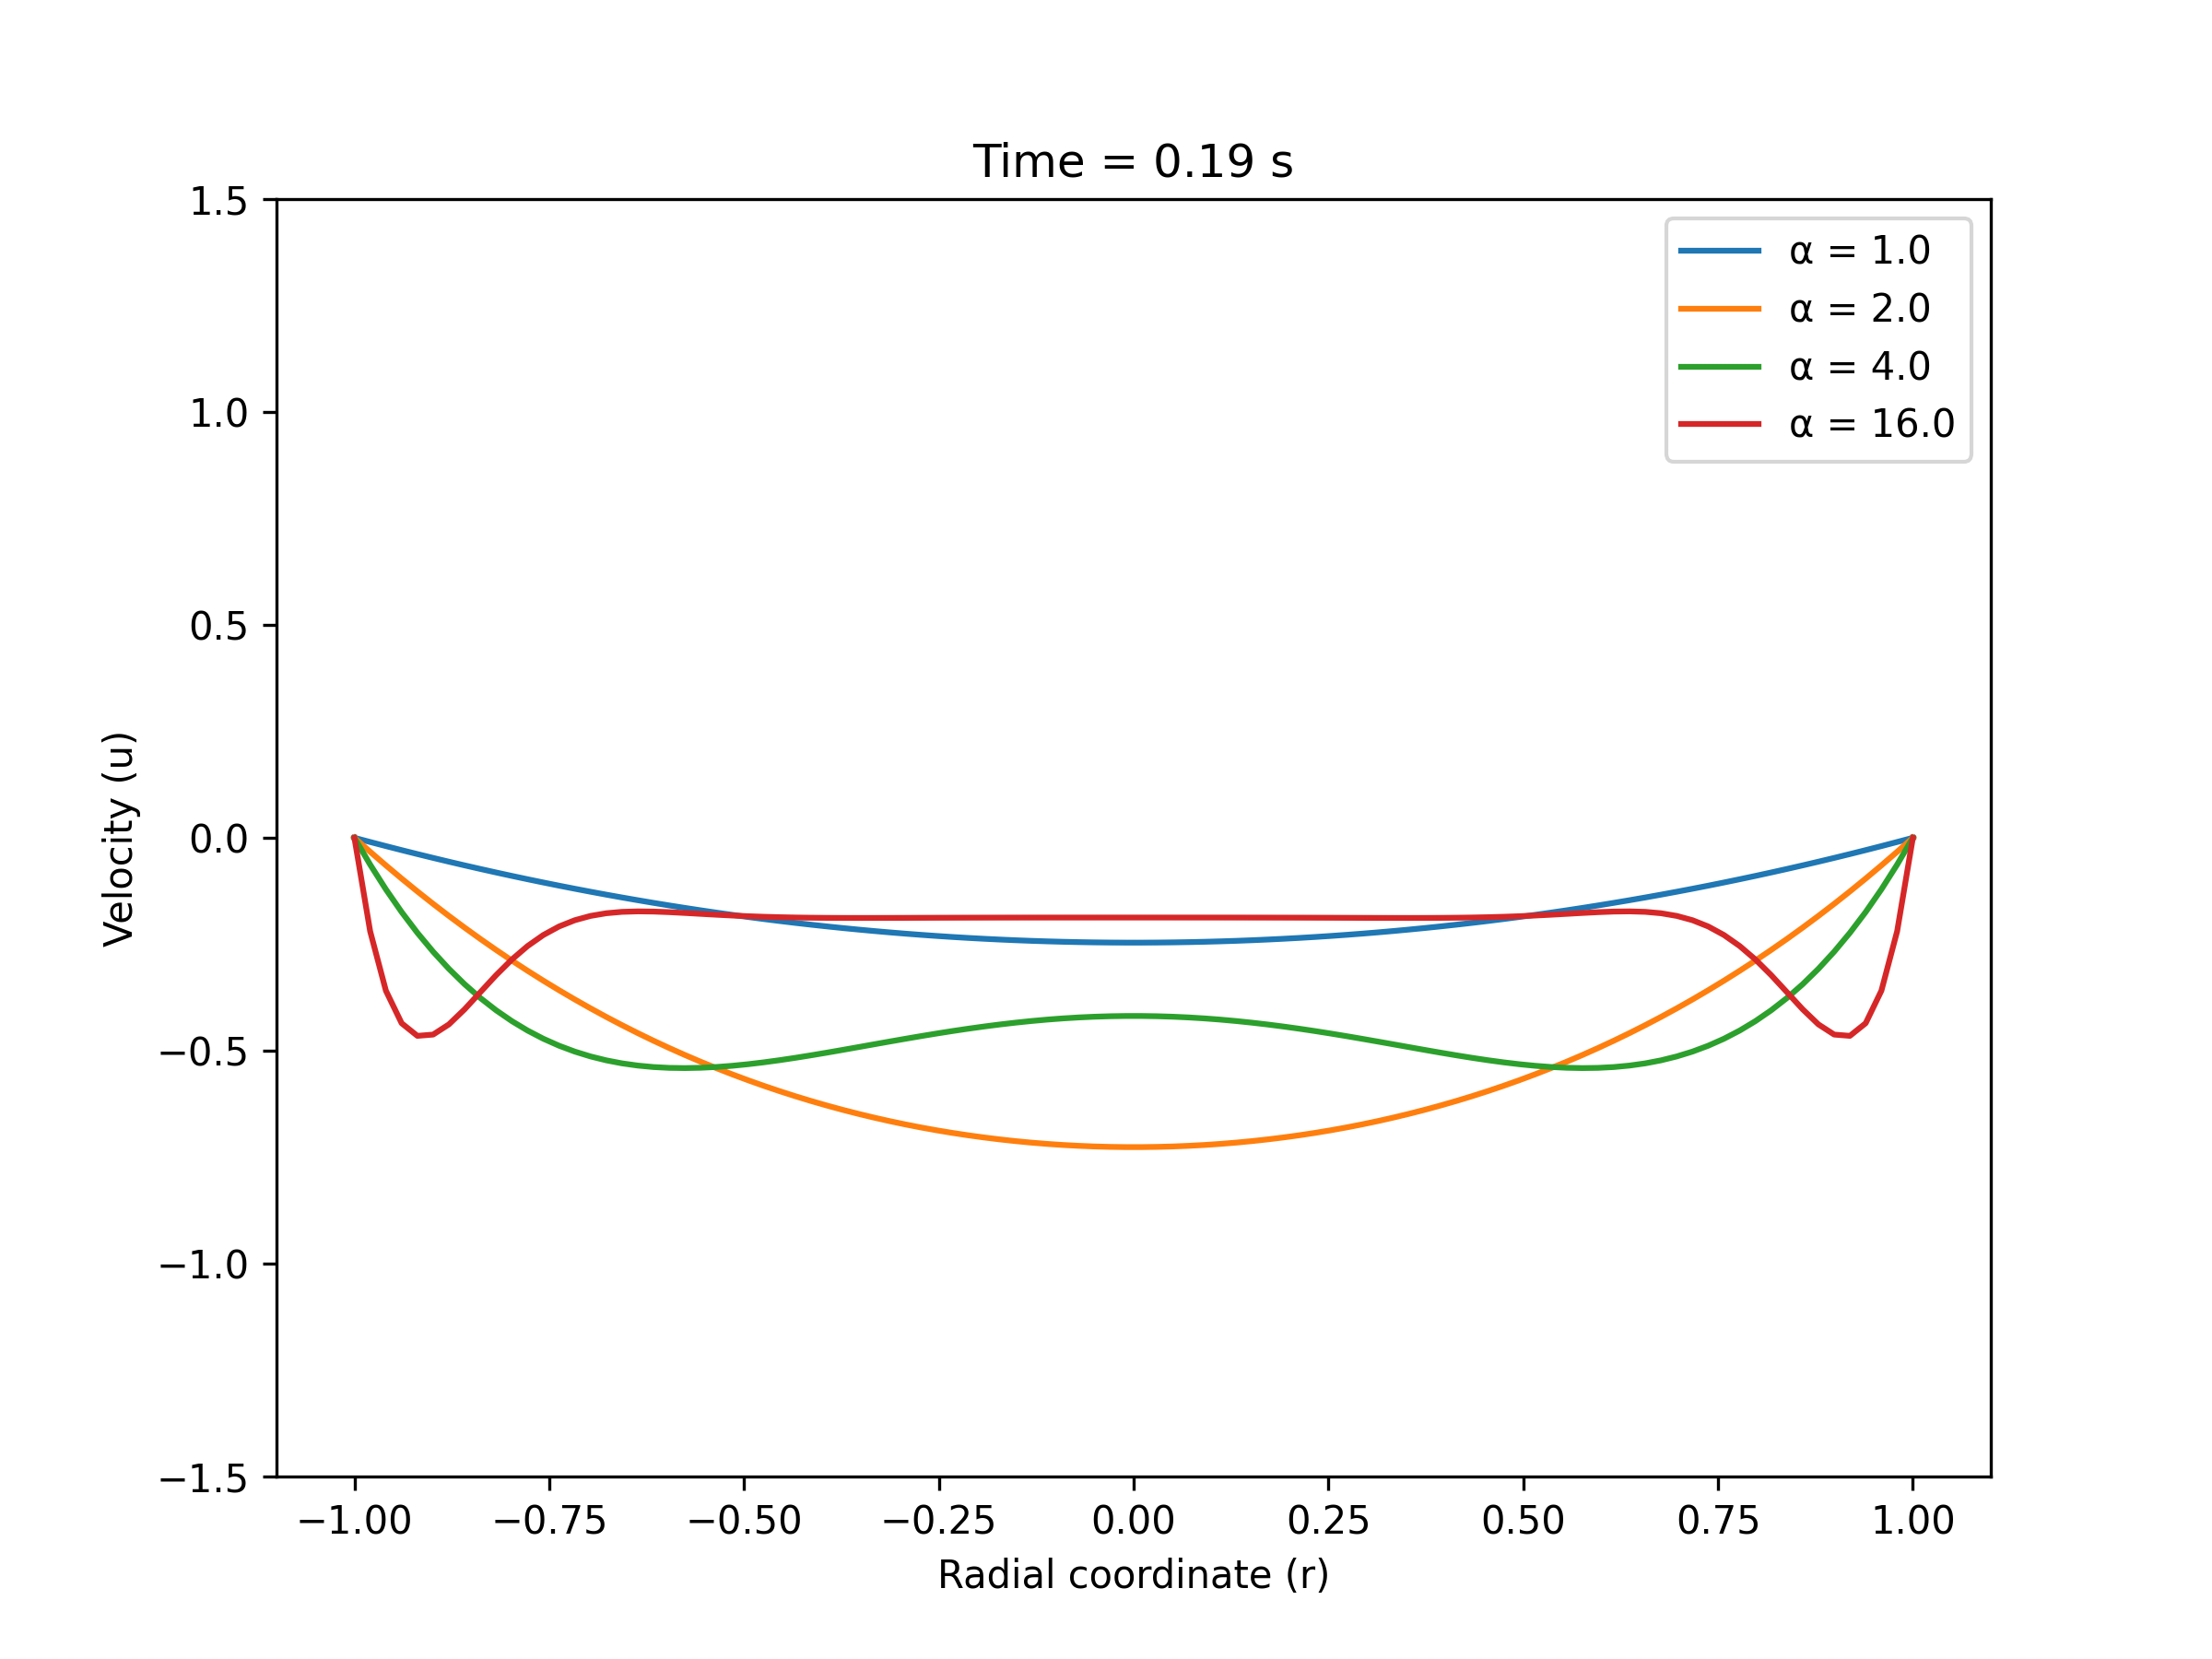 Time = 0.19 s
α = 1.0
α = 2.0
α = 4.0
α = 16.0
1.5
1.0
0.5
0.0
−0.5
−1.0
−1.5
Velocity (u)
−1.00 −0.75 −0.50 −0.25 0.00 0.25 0.50 0.75 1.00
Radial coordinate (r)